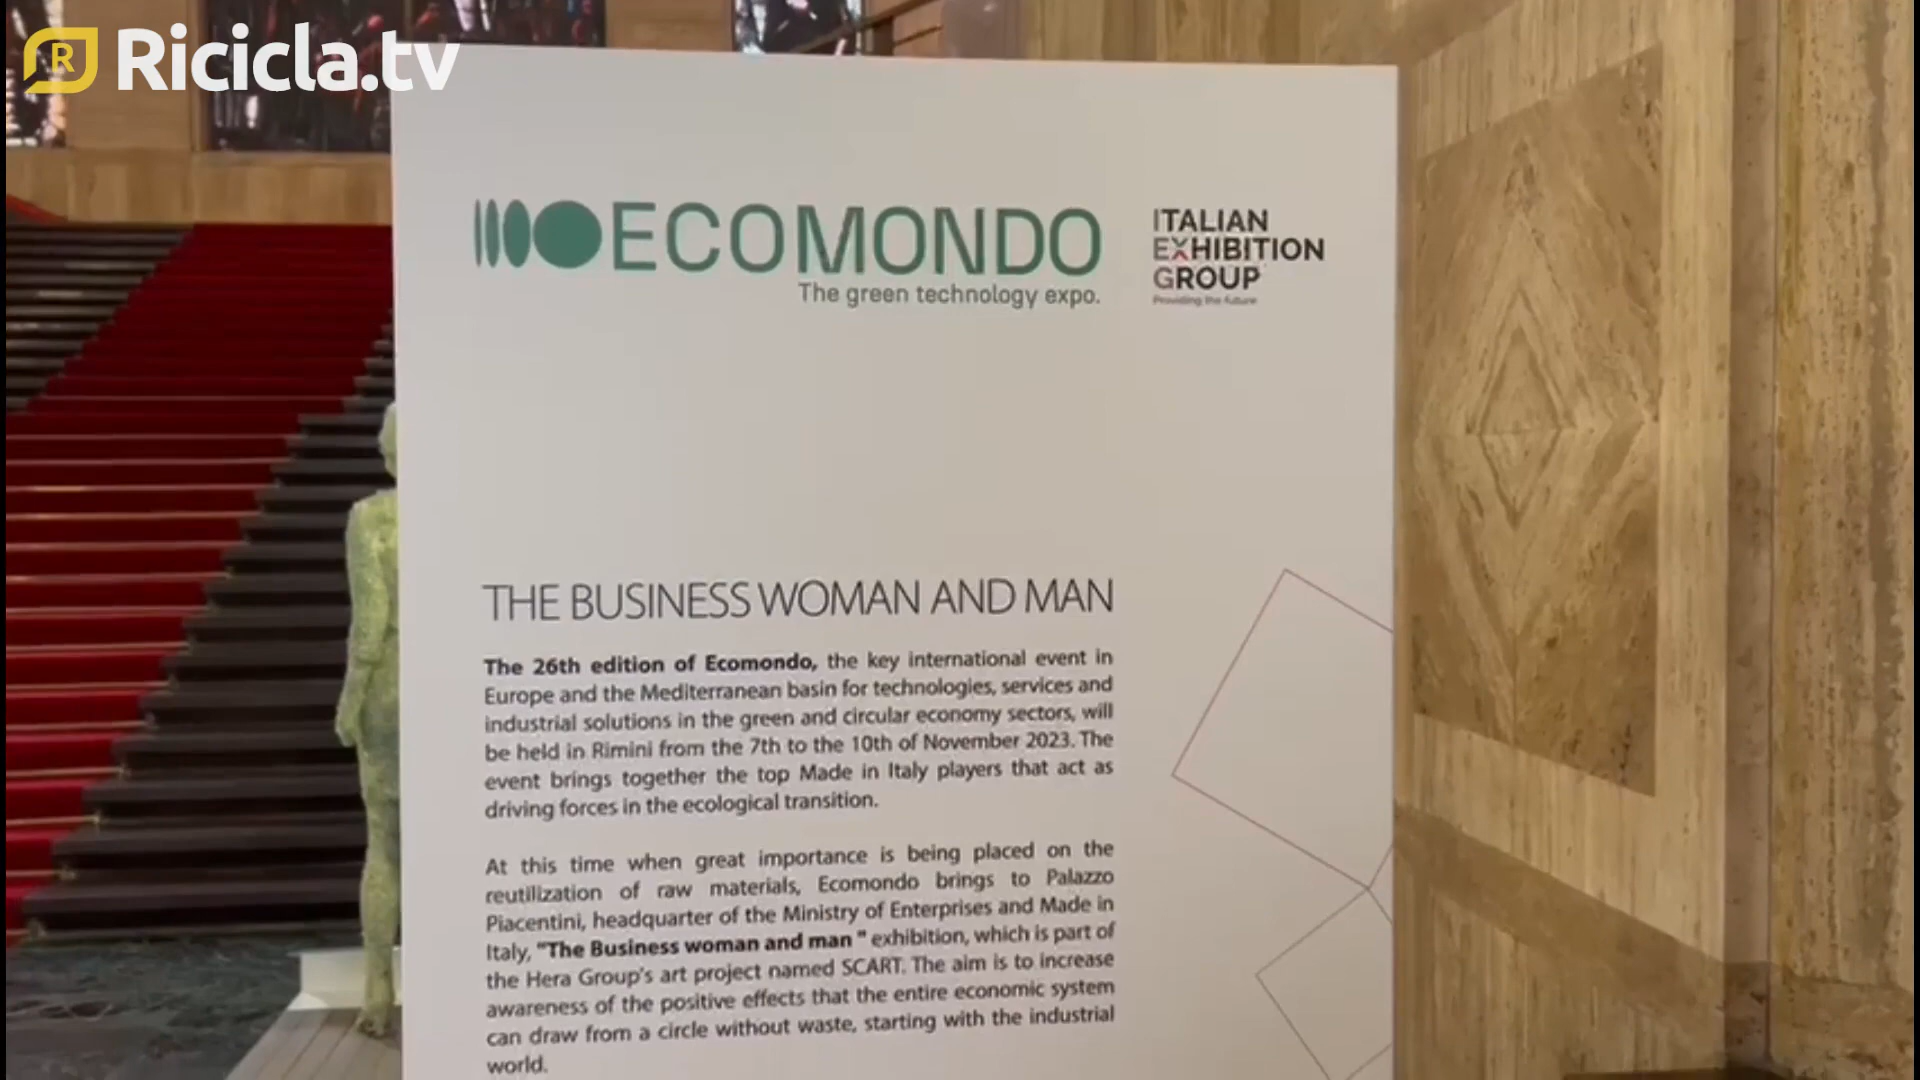 R Ricicla.tv
ECOMONDO
The green technology expo.
ITALIAN
EXHIBITION
GROUP
Providing the future
THE BUSINESS WOMAN AND MAN
The 26th edition of Ecomondo, the key international event in
Europe and the Mediterranean basin for technologies, services and
industrial solutions in the green and circular economy sectors, will
be held in Rimini from the 7th to the 10th of November 2023. The
event brings together the top Made in Italy players that act as
driving forces in the ecological transition.
At this time when great importance is being placed on the
reutilization of raw materials, Ecomondo brings to Palazzo
Piacentini, headquarter of the Ministry of Enterprises and Made in
Italy, "The Business woman and man " exhibition, which is part of
the Hera Group's art project named SCART. The aim is to increase
awareness of the positive effects that the entire economic system
can draw from a circle without waste, starting with the industrial
world.